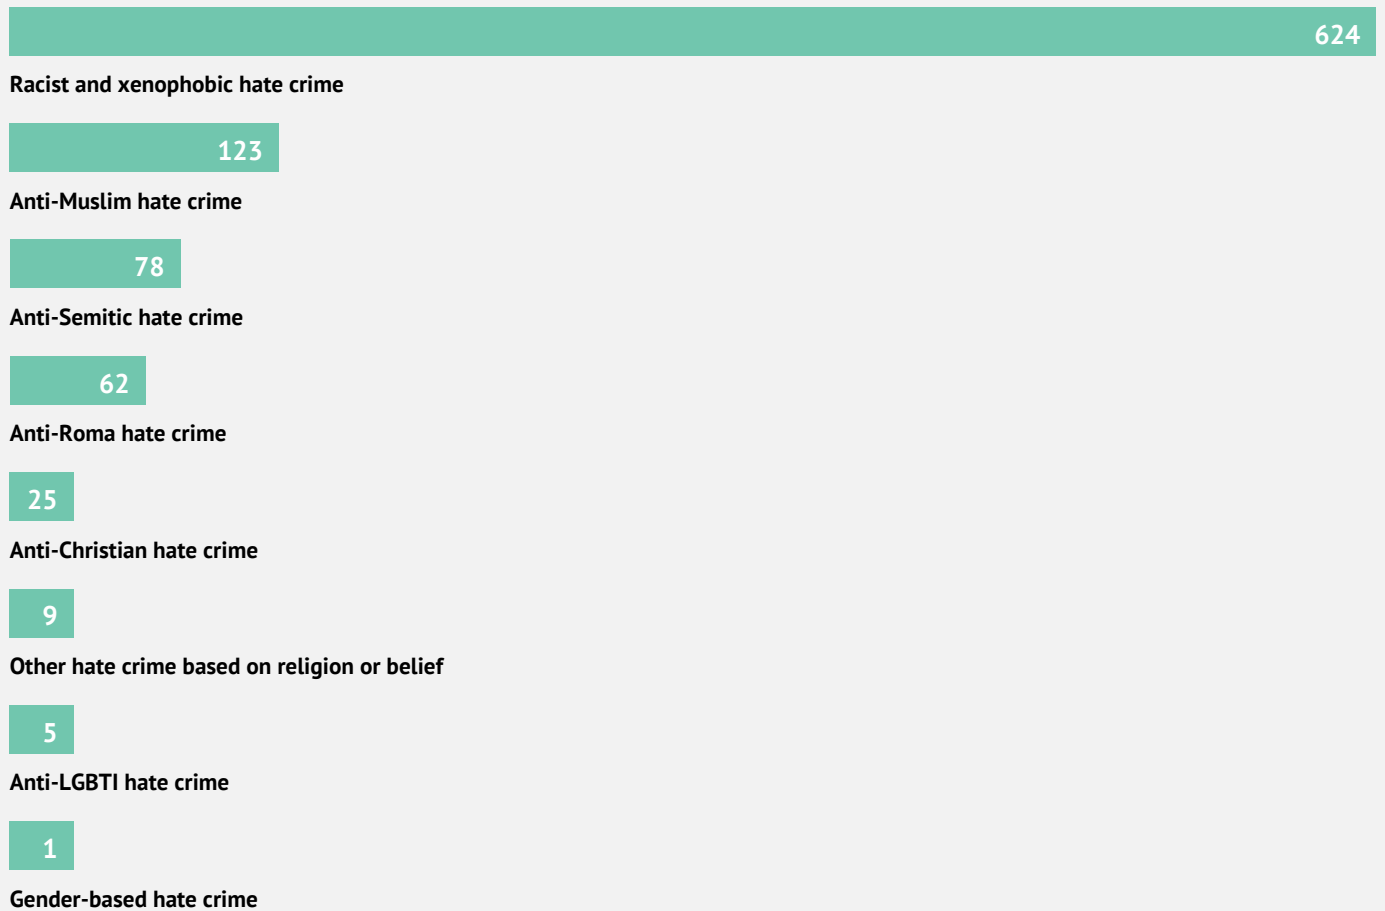 624
Racist and xenophobic hate crime
123
Anti-Muslim hate crime
78
Anti-Semitic hate crime
62
Anti-Roma hate crime
25
Anti-Christian hate crime
9
Other hate crime based on religion or belief
5
Anti-LGBTI hate crime
1
Gender-based hate crime